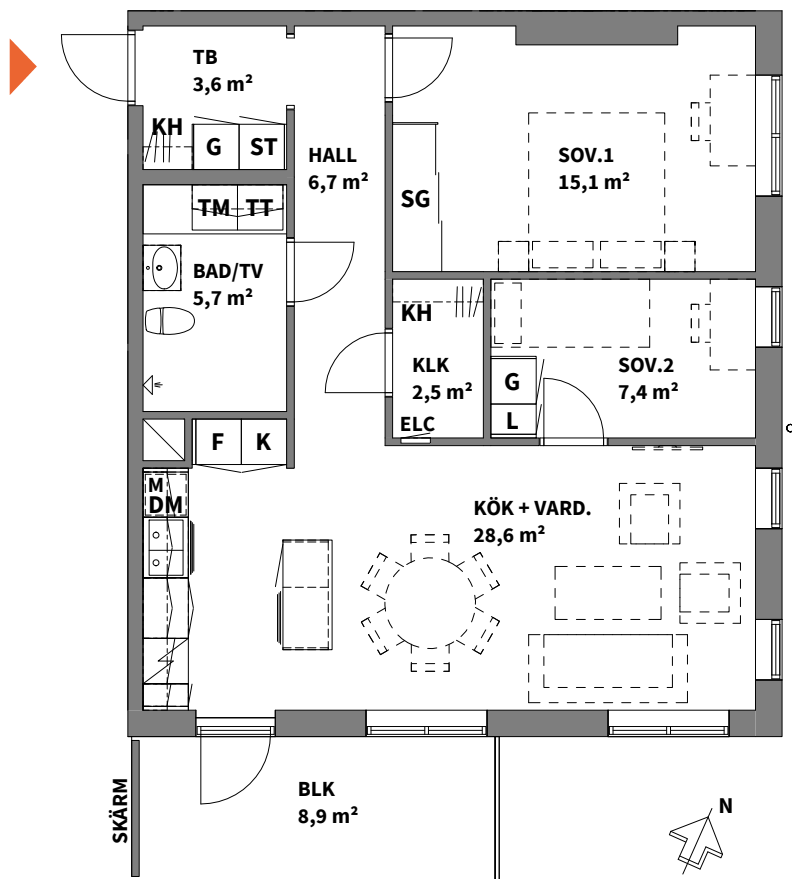 TB
3,6 m²
KH
G
ST
HALL
6,7 m²
SOV.1
15,1 m²
SG
TM
TT
BAD/TV
5,7 m²
KH
KLK
2,5 m²
ELC
G
L
SOV.2
7,4 m²
F
K
M
DM
KÖK + VARD.
28,6 m²
SKÄRM
BLK
8,9 m²
N